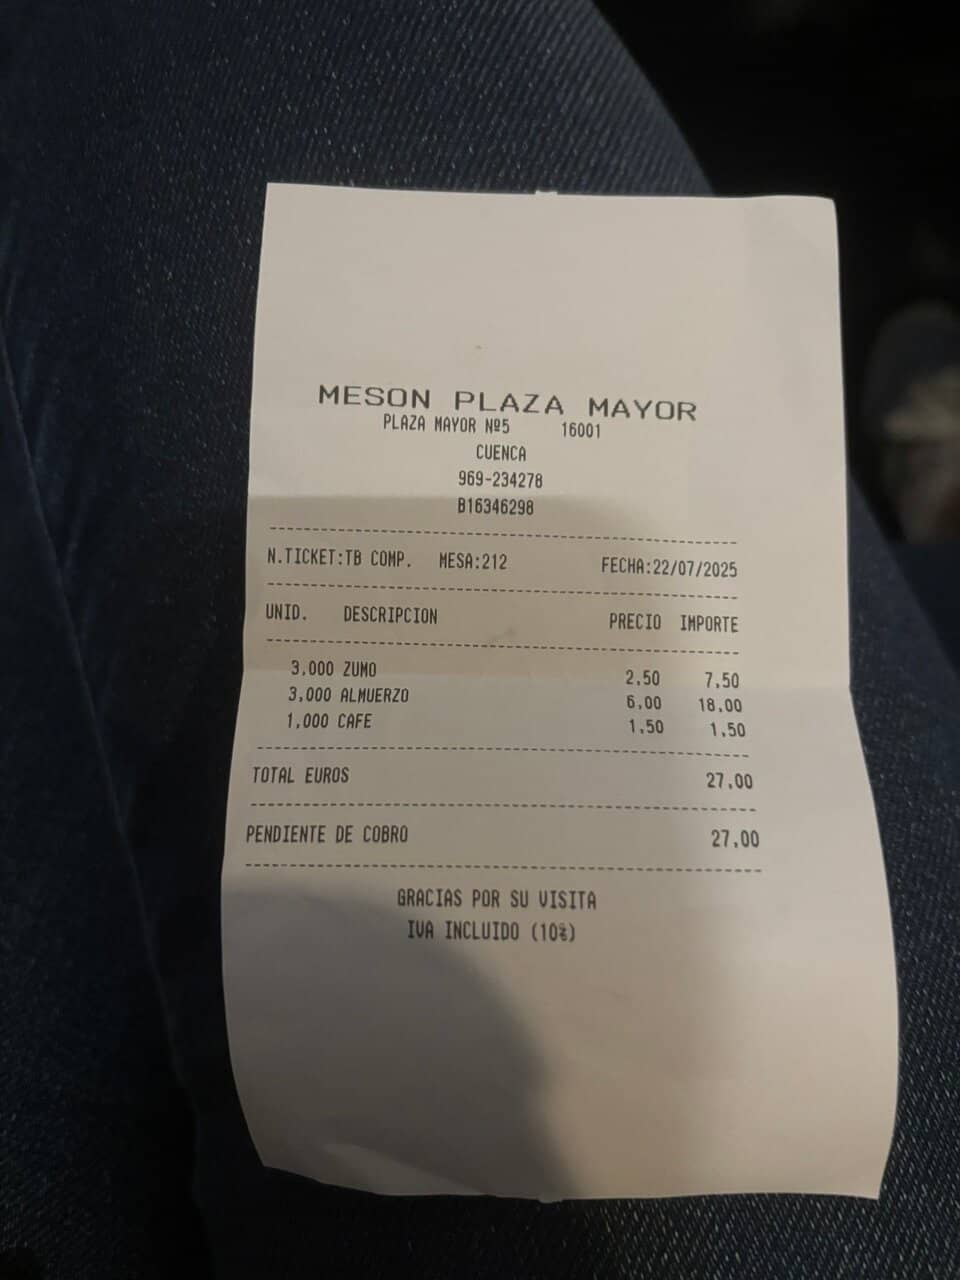 MESON PLAZA MAYOR
PLAZA MAYOR Nº5 16001
CUENCA
969-234278
B16346298
N.TICKET:TB COMP. MESA:212 FECHA:22/07/2025
UNID. DESCRIPCION PRECIO IMPORTE
3,000 ZUMO 2,50 7,50
3,000 ALMUERZO 6,00 18,00
1,000 CAFE 1,50 1,50
TOTAL EUROS 27,00
PENDIENTE DE COBRO 27,00
GRACIAS POR SU VISITA
IVA INCLUIDO (10%)